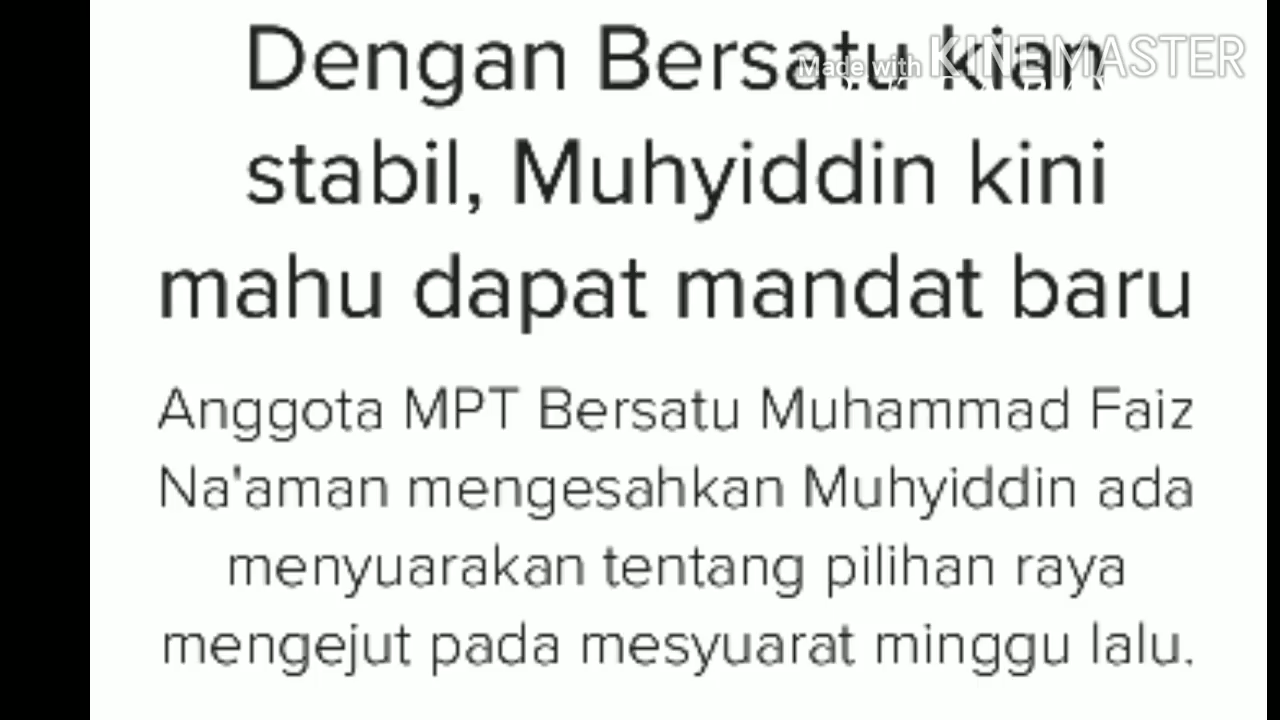 Dengan Bersatu kian
Made with KINEMASTER
stabil, Muhyiddin kini
mahu dapat mandat baru
Anggota MPT Bersatu Muhammad Faiz
Na'aman mengesahkan Muhyiddin ada
menyuarakan tentang pilihan raya
mengejut pada mesyuarat minggu lalu.